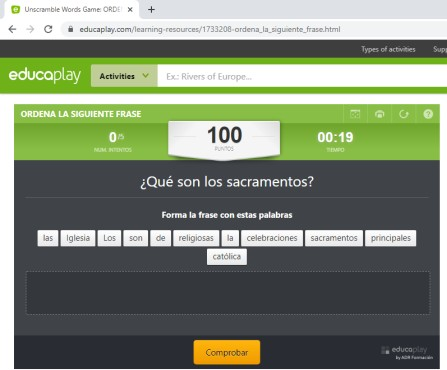 Unscramble Words Game: ORDE
educaplay.com/learning-resources/1733208-ordena_la_siguiente_frase.html
Types of activities Supp
educaplay Activities Ex.: Rivers of Europe...
ORDENA LA SIGUIENTE FRASE
0/5 100 00:19
NUM. INTENTOS PUNTOS TIEMPO
¿Qué son los sacramentos?
Forma la frase con estas palabras
las Iglesia Los son de religiosas la celebraciones sacramentos principales
católica
Comprobar
educaplay
by ADR Formación